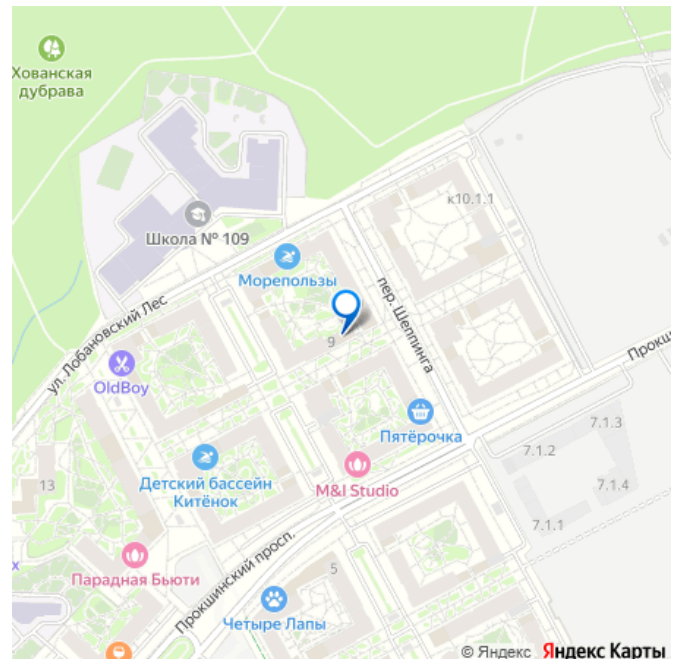 Хованская
дубрава
к10.1.1
Школа № 109
Морепользы
пер. Шеппинга
ул. Лобановский Лес
9
Прокш
OldBoy
Пятёрочка
7.1.3
7.1.2
Детский бассейн
Китёнок
M&I Studio
7.1.4
13
7.1.1
Прокшинский просп.
х
Парадная Бьюти
5
Четыре Лапы
© Яндекс Яндекс Карты